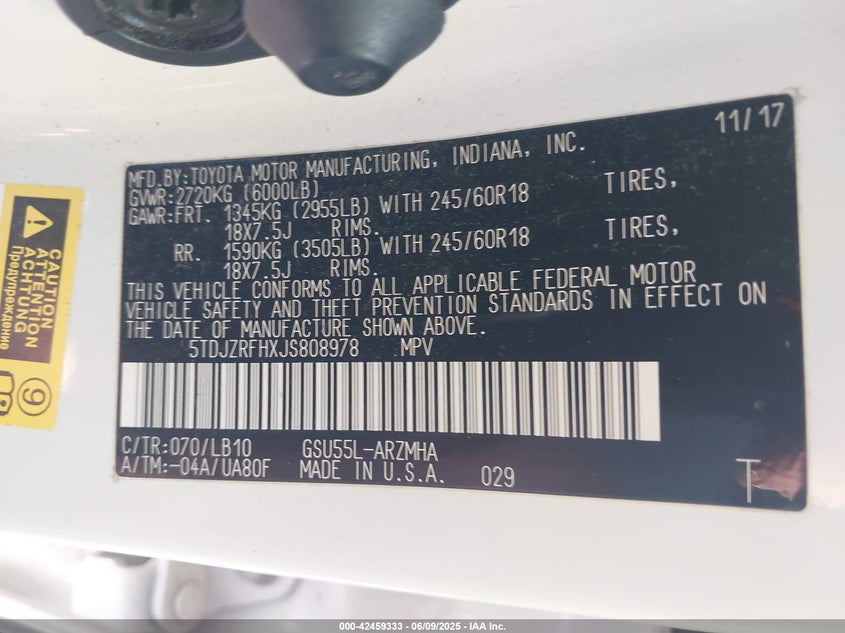 11/17
MFD.BY:TOYOTA MOTOR MANUFACTURING, INDIANA, INC.
GVWR:2720KG (6000LB)
GAWR:FRT. 1345KG (2955LB) WITH 245/60R18 TIRES,
18X7.5J RIMS.
RR. 1590KG (3505LB) WITH 245/60R18 TIRES,
18X7.5J RIMS.
THIS VEHICLE CONFORMS TO ALL APPLICABLE FEDERAL MOTOR
VEHICLE SAFETY AND THEFT PREVENTION STANDARDS IN EFFECT ON
THE DATE OF MANUFACTURE SHOWN ABOVE.
5TDJZRFHXJS808978 MPV
C/TR:070/LB10 GSU55L-ARZMHA
A/TM:-04A/UA80F MADE IN U.S.A. 029
T
CAUTION
ATTENTION
ACHTUNG
Предупреждение
9
000-42459333 / 06/09/2025 / IAA Inc.